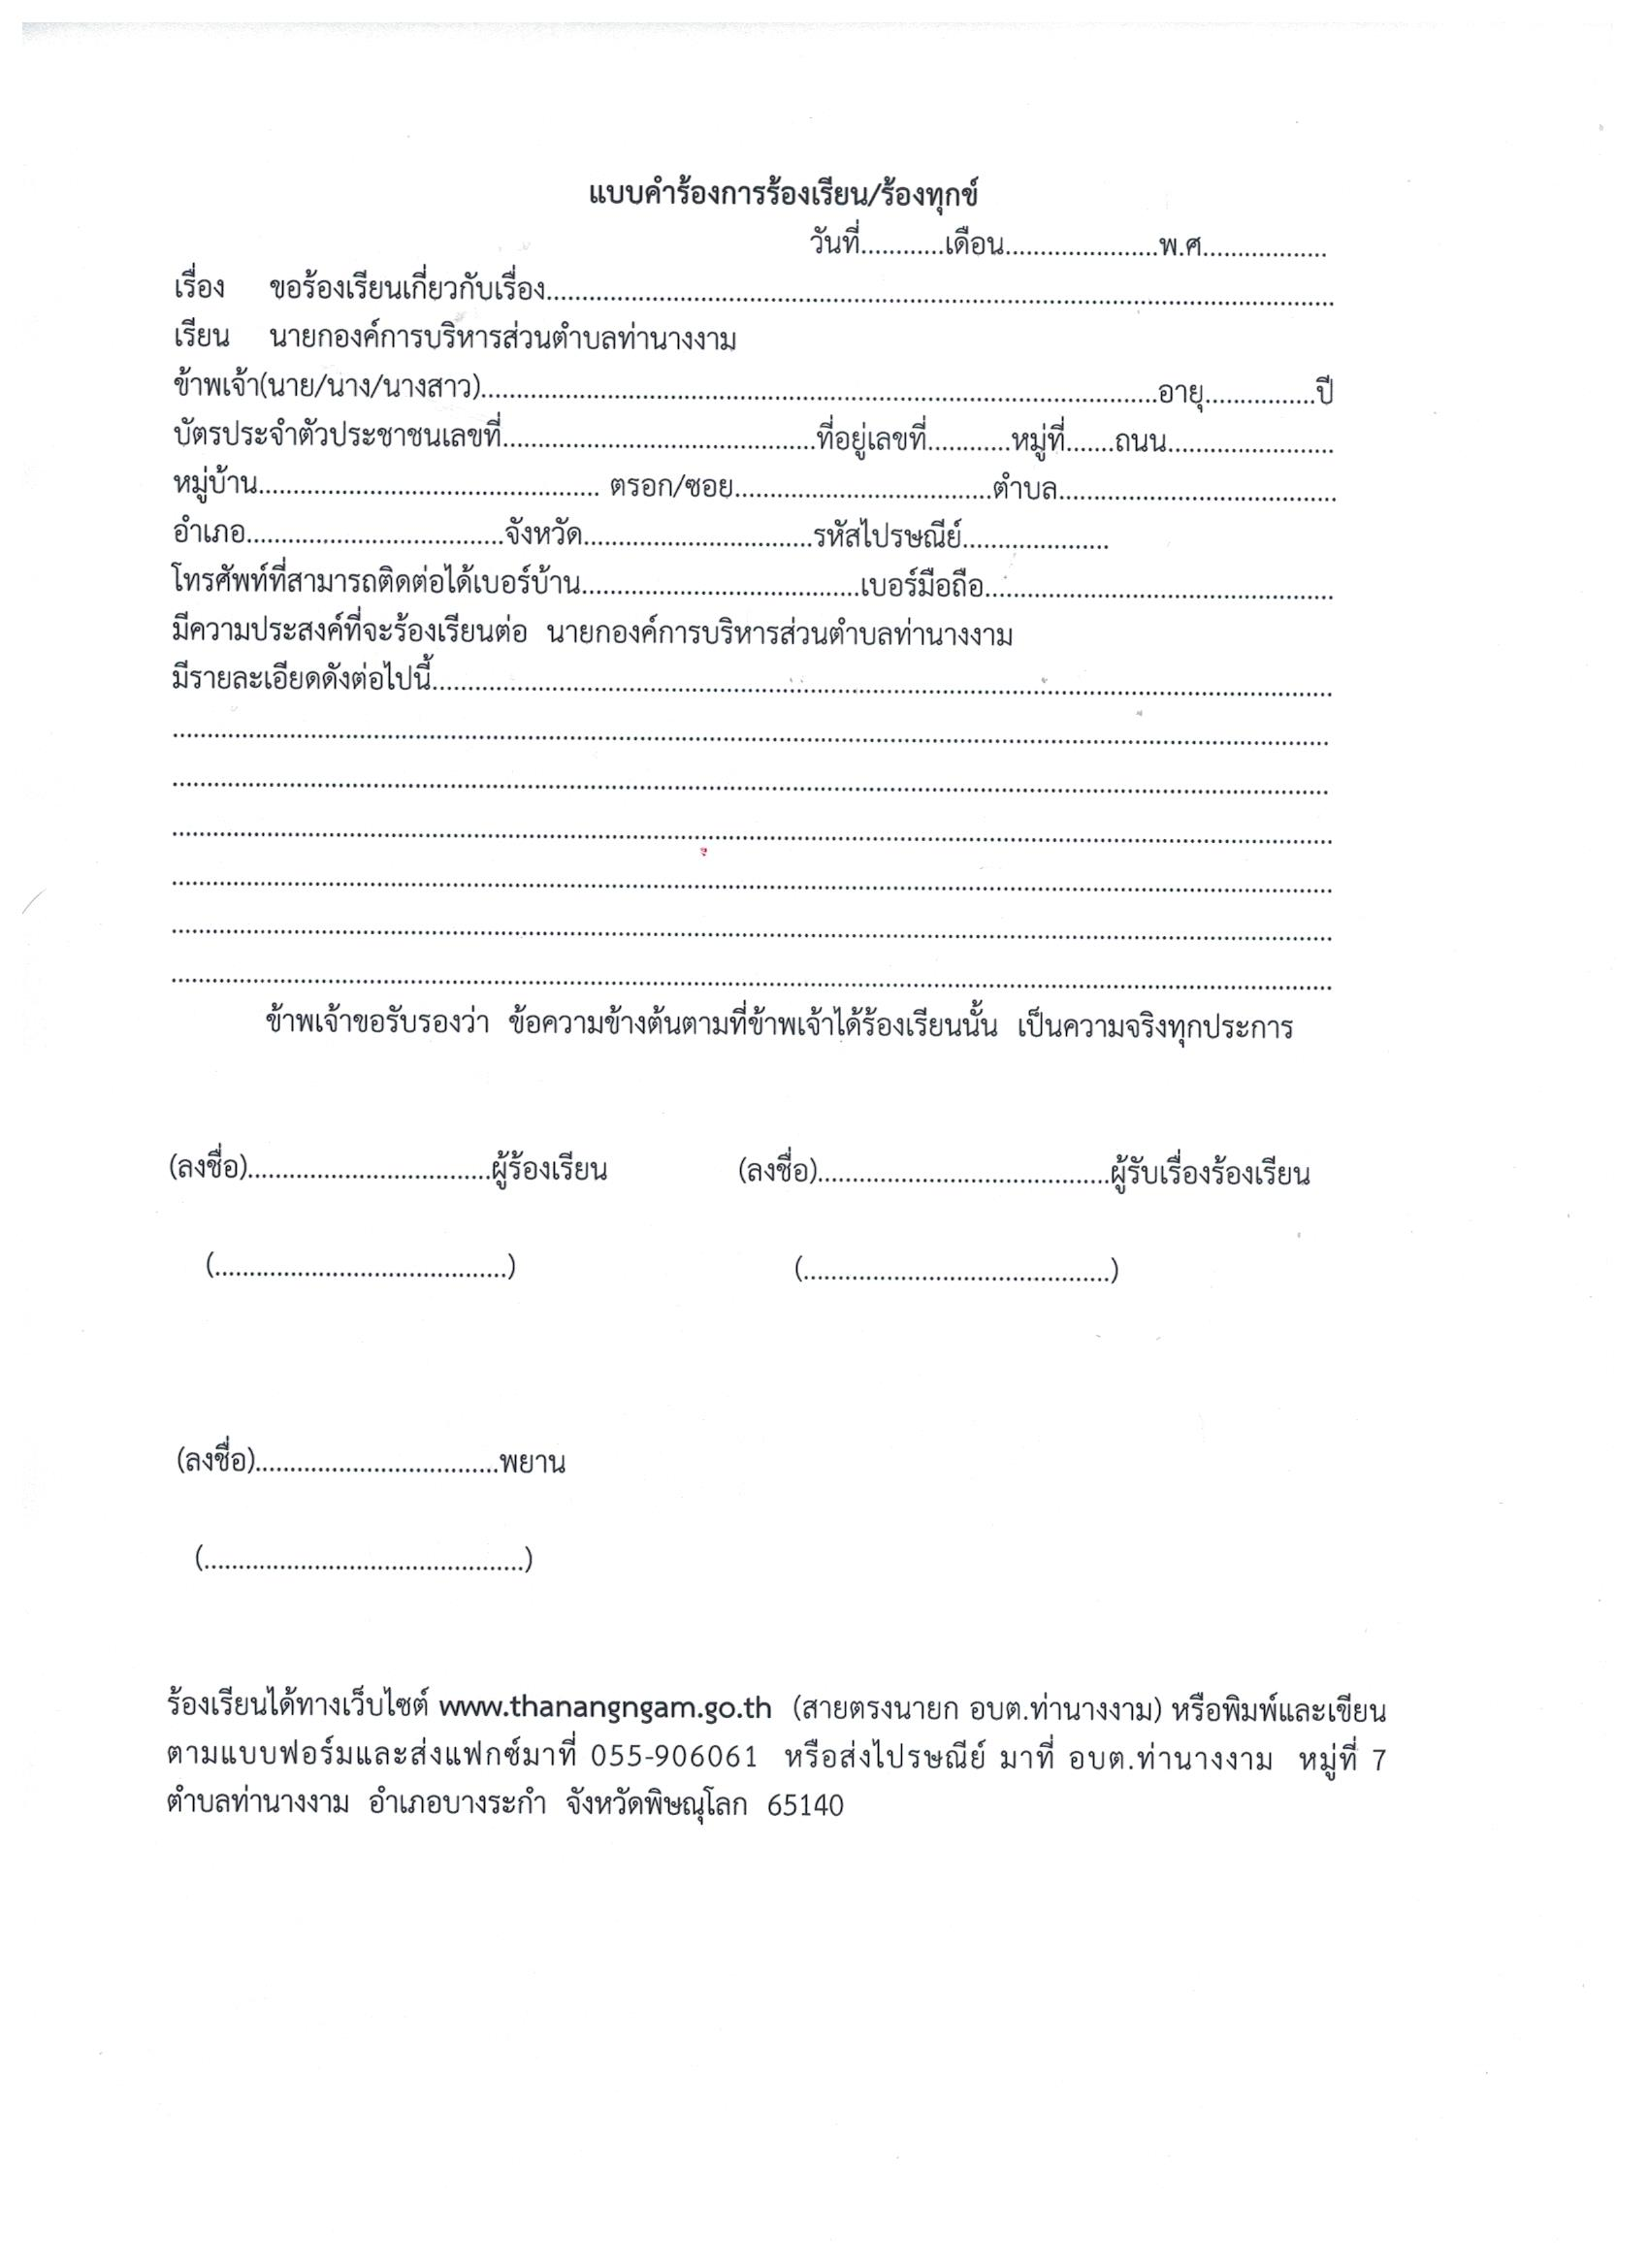 แบบคำร้องการร้องเรียน/ร้องทุกข์
วันที่............เดือน......................พ.ศ..................
เรื่อง ขอร้องเรียนเกี่ยวกับเรื่อง................................................................................................................
เรียน นายกองค์การบริหารส่วนตำบลท่านางงาม
ข้าพเจ้า(นาย/นาง/นางสาว).................................................................................................อายุ................ปี
บัตรประจำตัวประชาชนเลขที่.............................................ที่อยู่เลขที่............หมู่ที่.......ถนน........................
หมู่บ้าน................................................. ตรอก/ซอย.....................................ตำบล........................................
อำเภอ.....................................จังหวัด.................................รหัสไปรษณีย์.....................
โทรศัพท์ที่สามารถติดต่อได้เบอร์บ้าน........................................เบอร์มือถือ..................................................
มีความประสงค์ที่จะร้องเรียนต่อ นายกองค์การบริหารส่วนตำบลท่านางงาม
มีรายละเอียดดังต่อไปนี้.................................................................................................................................
......................................................................................................................................................................
......................................................................................................................................................................
......................................................................................................................................................................
......................................................................................................................................................................
......................................................................................................................................................................
......................................................................................................................................................................
ข้าพเจ้าขอรับรองว่า ข้อความข้างต้นตามที่ข้าพเจ้าได้ร้องเรียนนั้น เป็นความจริงทุกประการ
(ลงชื่อ)...................................ผู้ร้องเรียน (ลงชื่อ)..........................................ผู้รับเรื่องร้องเรียน
(..........................................) (............................................)
(ลงชื่อ)...................................พยาน
(..............................................)
ร้องเรียนได้ทางเว็บไซต์ www.thanangngam.go.th (สายตรงนายก อบต.ท่านางงาม) หรือพิมพ์และเขียน
ตามแบบฟอร์มและส่งแฟกซ์มาที่ 055-906061 หรือส่งไปรษณีย์ มาที่ อบต.ท่านางงาม หมู่ที่ 7
ตำบลท่านางงาม อำเภอบางระกำ จังหวัดพิษณุโลก 65140